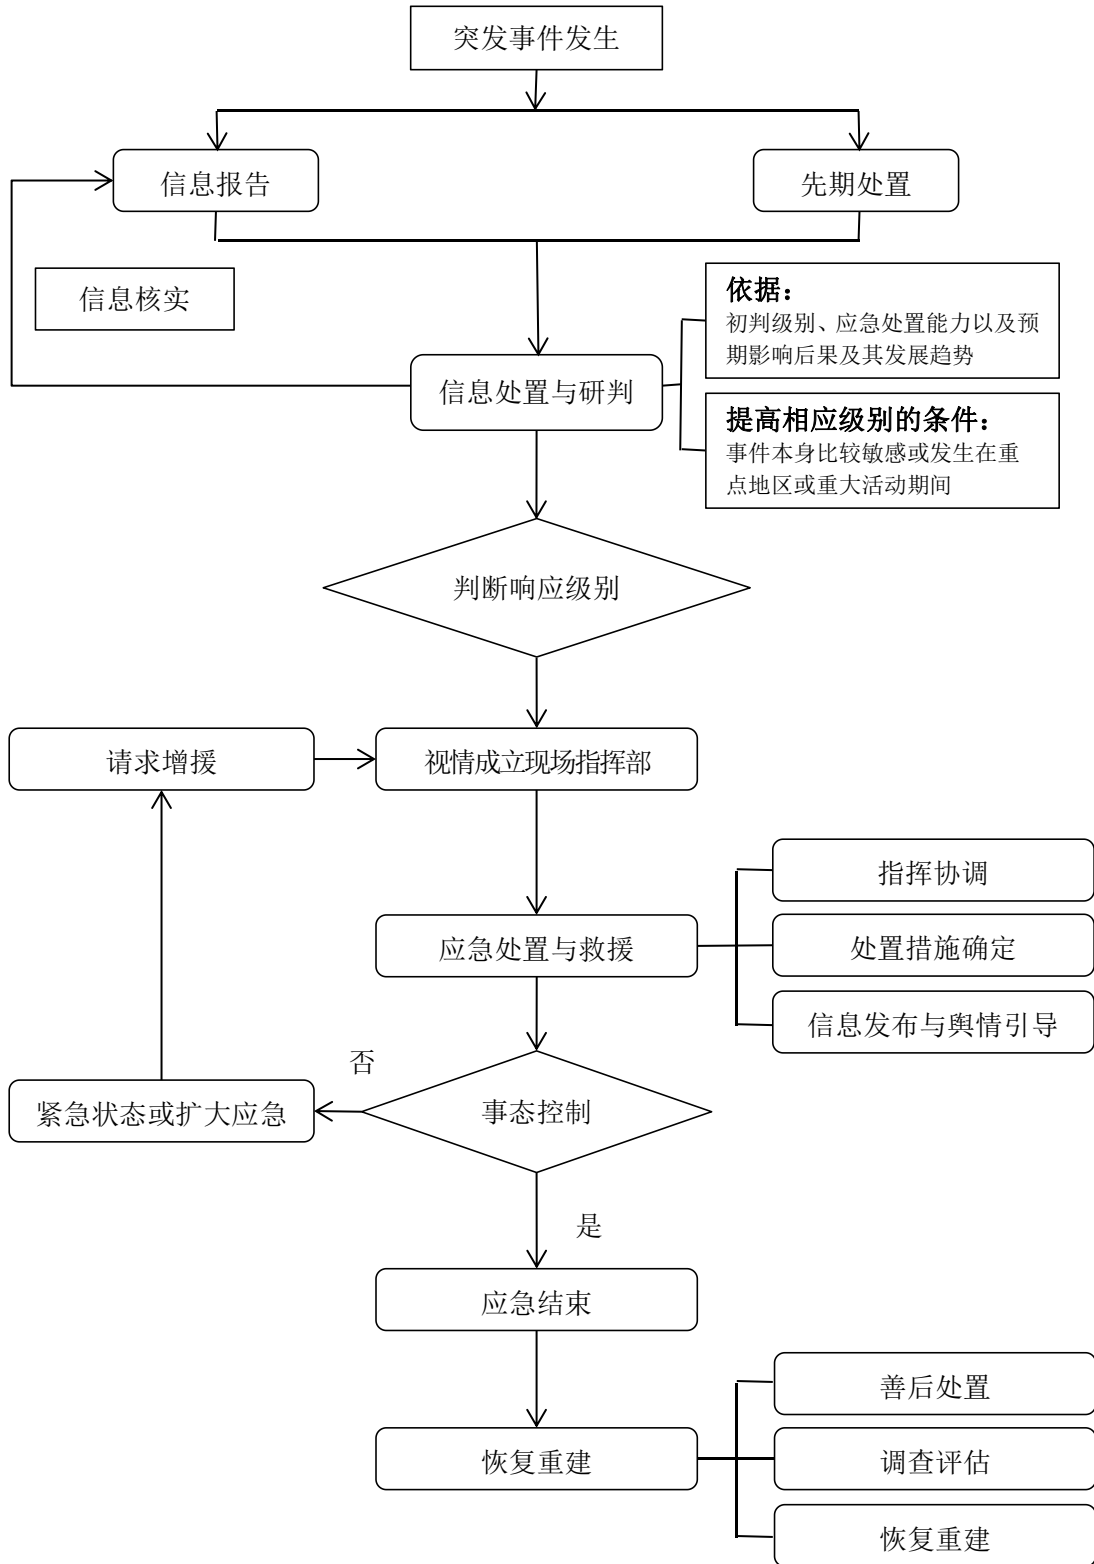 突发事件发生
信息报告
先期处置
信息核实
依据：
初判级别、应急处置能力以及预
期影响后果及其发展趋势
信息处置与研判
提高相应级别的条件：
事件本身比较敏感或发生在重
点地区或重大活动期间
判断响应级别
请求增援
视情成立现场指挥部
指挥协调
应急处置与救援
处置措施确定
信息发布与舆情引导
否
紧急状态或扩大应急
事态控制
是
应急结束
善后处置
恢复重建
调查评估
恢复重建